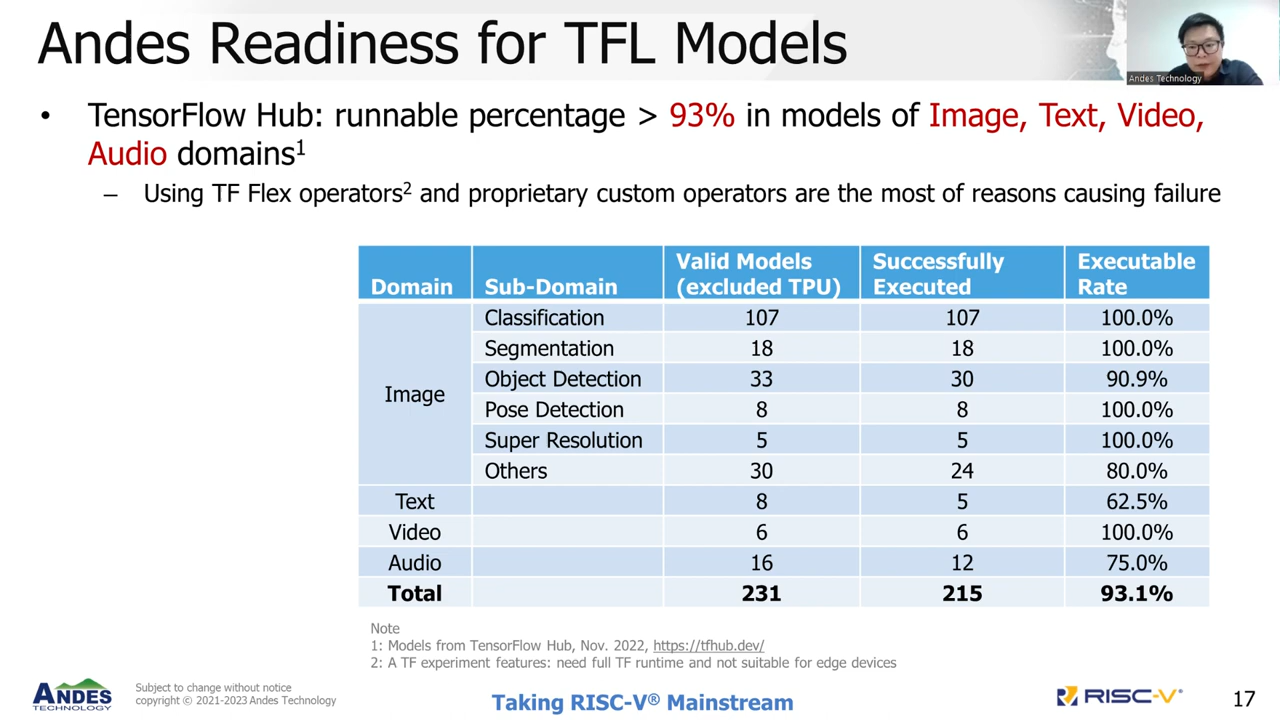 Andes Readiness for TFL Models
Andes Technology
• TensorFlow Hub: runnable percentage > 93% in models of Image, Text, Video,
Audio domains1
– Using TF Flex operators2 and proprietary custom operators are the most of reasons causing failure
Domain Sub-Domain Valid Models (excluded TPU) Successfully Executed Executable Rate
Image
Classification 107 107 100.0%
Segmentation 18 18 100.0%
Object Detection 33 30 90.9%
Pose Detection 8 8 100.0%
Super Resolution 5 5 100.0%
Others 30 24 80.0%
Text 8 5 62.5%
Video 6 6 100.0%
Audio 16 12 75.0%
Total 231 215 93.1%
Note
1: Models from TensorFlow Hub, Nov. 2022, https://tfhub.dev/
2: A TF experiment features: need full TF runtime and not suitable for edge devices
ANDES
TECHNOLOGY
Subject to change without notice
copyright © 2021-2023 Andes Technology
Taking RISC-V® Mainstream
RISC-V®
17